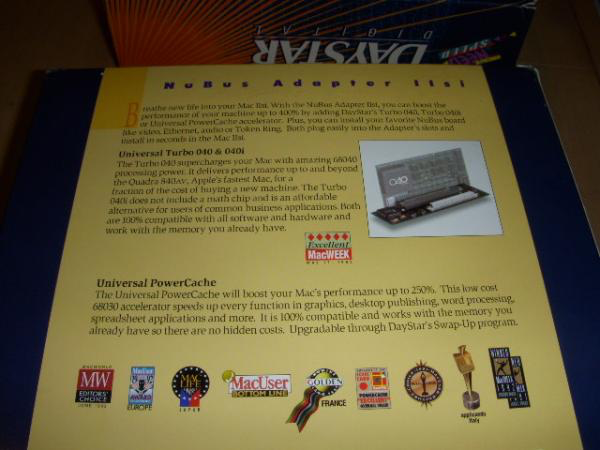 DAYSTAR
DIGITAL
SPEED
NuBus Adapter IIsi
Breathe new life into your Mac IIsi. With the NuBus Adapter IIsi, you can boost the
performance of your machine up to 400% by adding DayStar's Turbo 040, Turbo 040i
or Universal PowerCache accelerator. Plus, you can install your favorite NuBus board
like video, Ethernet, audio or Token Ring. Both plug easily into the Adapter's slots and
install in seconds in the Mac IIsi.
Universal Turbo 040 & 040i
The Turbo 040 supercharges your Mac with amazing 68040
processing power. It delivers performance up to and beyond
the Quadra 840AV, Apple's fastest Mac, for a
fraction of the cost of buying a new machine. The Turbo
040i does not include a math chip and is an affordable
alternative for users of common business applications. Both
are 100% compatible with all software and hardware and
work with the memory you already have.
040
Excellent
MacWEEK
Universal PowerCache
The Universal PowerCache will boost your Mac's performance up to 250%. This low cost
68030 accelerator speeds up every function in graphics, desktop publishing, word processing,
spreadsheet applications and more. It is 100% compatible and works with the memory you
already have so there are no hidden costs. Upgradable through DayStar's Swap-Up program.
MACWORLD
MW
EDITORS'
CHOICE
MacUser
AWARD
EUROPE
JAPAN
MacUser
BOTTOM LINE
GOLDEN
FRANCE
POWERCACHE
"EXCELLENT"
applicando
Italy
WINNER